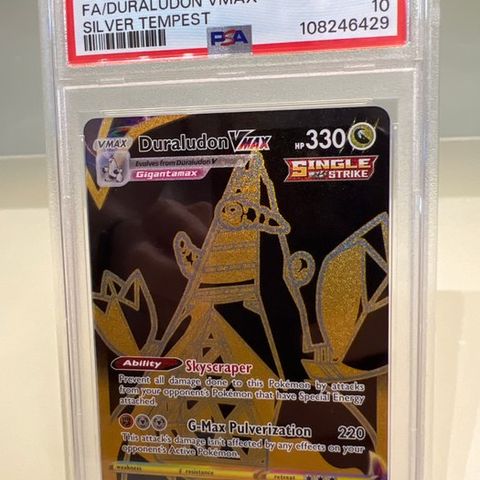 FA/DURALUDON VMAX 10
SILVER TEMPEST
PSA 108246429
VMAX Duraludon VMAX HP 330
Evolves from Duraludon V
Gigantamax
SINGLE STRIKE
Ability Skyscraper
Prevent all damage done to this Pokémon by attacks
from your opponent's Pokémon that have Special Energy
attached.
G-Max Pulverization 220
This attack's damage isn't affected by any effects on
your opponent's Active Pokémon.
weakness resistance retreat